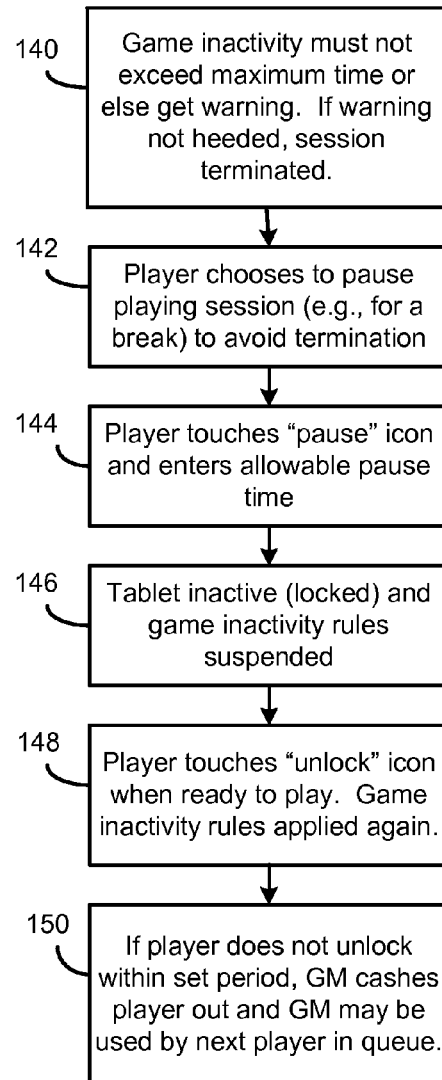 140
Game inactivity must not
exceed maximum time or
else get warning.  If warning
not heeded, session
terminated.
142
Player chooses to pause
playing session (e.g., for a
break) to avoid termination
144
Player touches “pause” icon
and enters allowable pause
time
146
Tablet inactive (locked) and
game inactivity rules
suspended
148
Player touches “unlock” icon
when ready to play.  Game
inactivity rules applied again.
150
If player does not unlock
within set period, GM cashes
player out and GM may be
used by next player in queue.